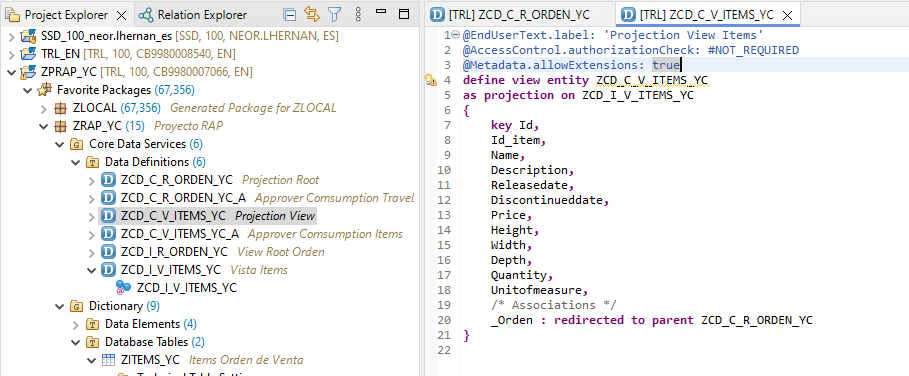 Project Explorer
Relation Explorer
SSD_100_neor.lhernan_es [SSD, 100, NEOR.LHERNAN, ES]
TRL_EN [TRL, 100, CB9980008540, EN]
ZPRAP_YC [TRL, 100, CB9980007066, EN]
Favorite Packages (67,356)
ZLOCAL (67,356) Generated Package for ZLOCAL
ZRAP_YC (15) Proyecto RAP
Core Data Services (6)
Data Definitions (6)
ZCD_C_R_ORDEN_YC Projection Root
ZCD_C_R_ORDEN_YC_A Approver Comsumption Travel
ZCD_C_V_ITEMS_YC Projection View
ZCD_C_V_ITEMS_YC_A Approver Comsumption Items
ZCD_I_R_ORDEN_YC View Root Orden
ZCD_I_V_ITEMS_YC Vista Items
ZCD_I_V_ITEMS_YC
Dictionary (9)
Data Elements (4)
Database Tables (2)
ZITEMS_YC Items Orden de Venta
[TRL] ZCD_C_R_ORDEN_YC
[TRL] ZCD_C_V_ITEMS_YC
1 @EndUserText.label: 'Projection View Items'
2 @AccessControl.authorizationCheck: #NOT_REQUIRED
3 @Metadata.allowExtensions: true
4 define view entity ZCD_C_V_ITEMS_YC
5 as projection on ZCD_I_V_ITEMS_YC
6 {
7 key Id,
8 Id_item,
9 Name,
10 Description,
11 Releasedate,
12 Discontinueddate,
13 Price,
14 Height,
15 Width,
16 Depth,
17 Quantity,
18 Unitofmeasure,
19 /* Associations */
20 _Orden : redirected to parent ZCD_C_R_ORDEN_YC
21 }
22